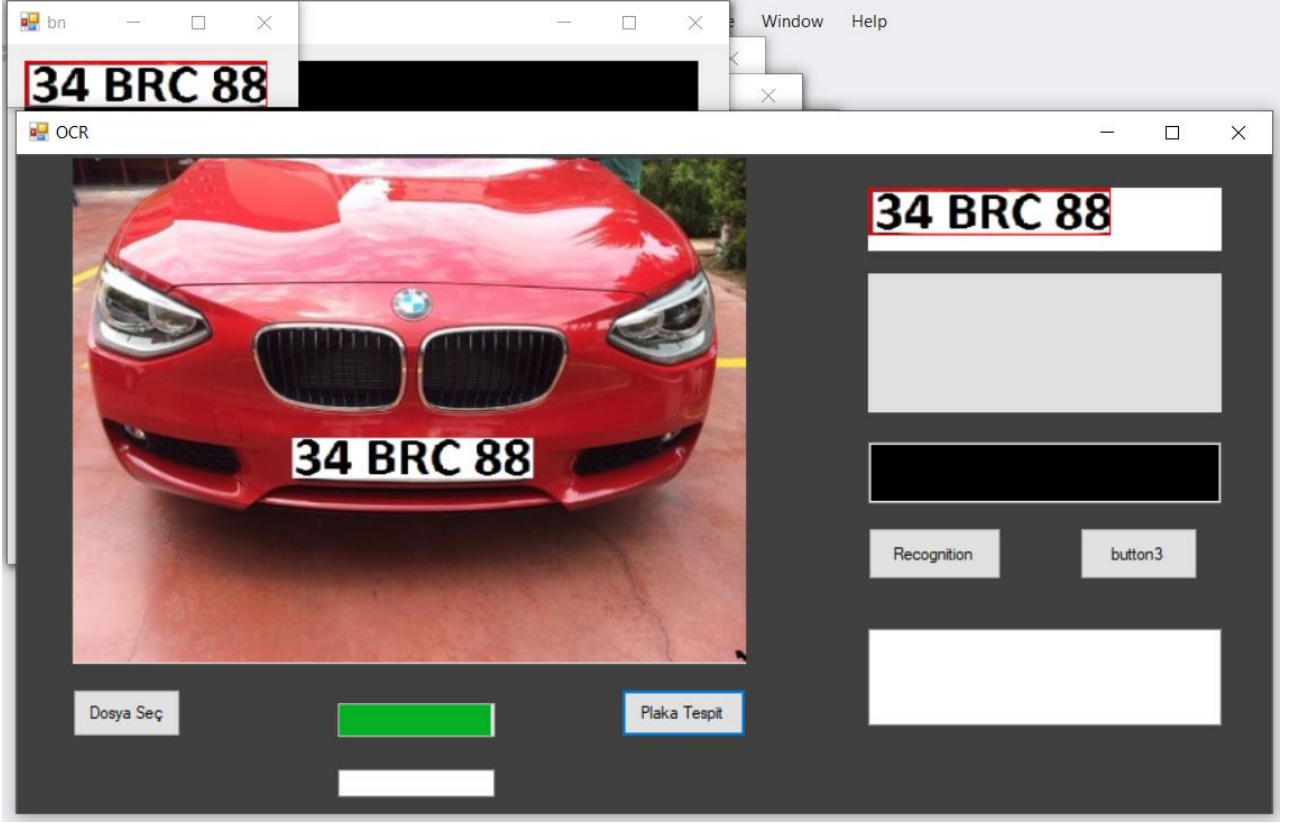 bn
Window Help
34 BRC 88
OCR
34 BRC 88
34 BRC 88
Recognition button3
Dosya Seç Plaka Tespit